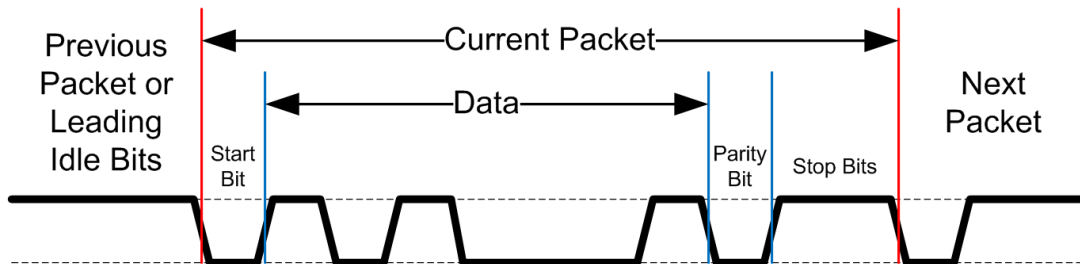 Previous
Packet or
Leading
Idle Bits
Current Packet
Data
Start
Bit
Parity
Bit
Stop Bits
Next
Packet